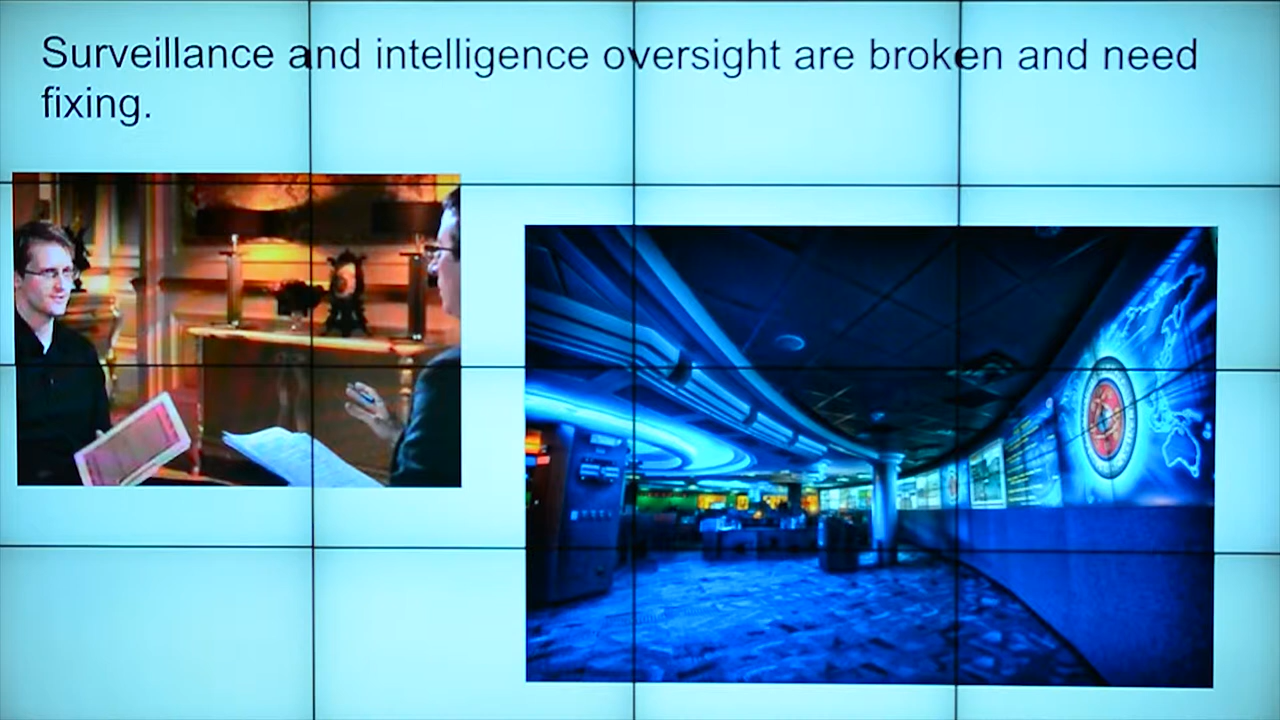 Surveillance and intelligence oversight are broken and need
fixing.